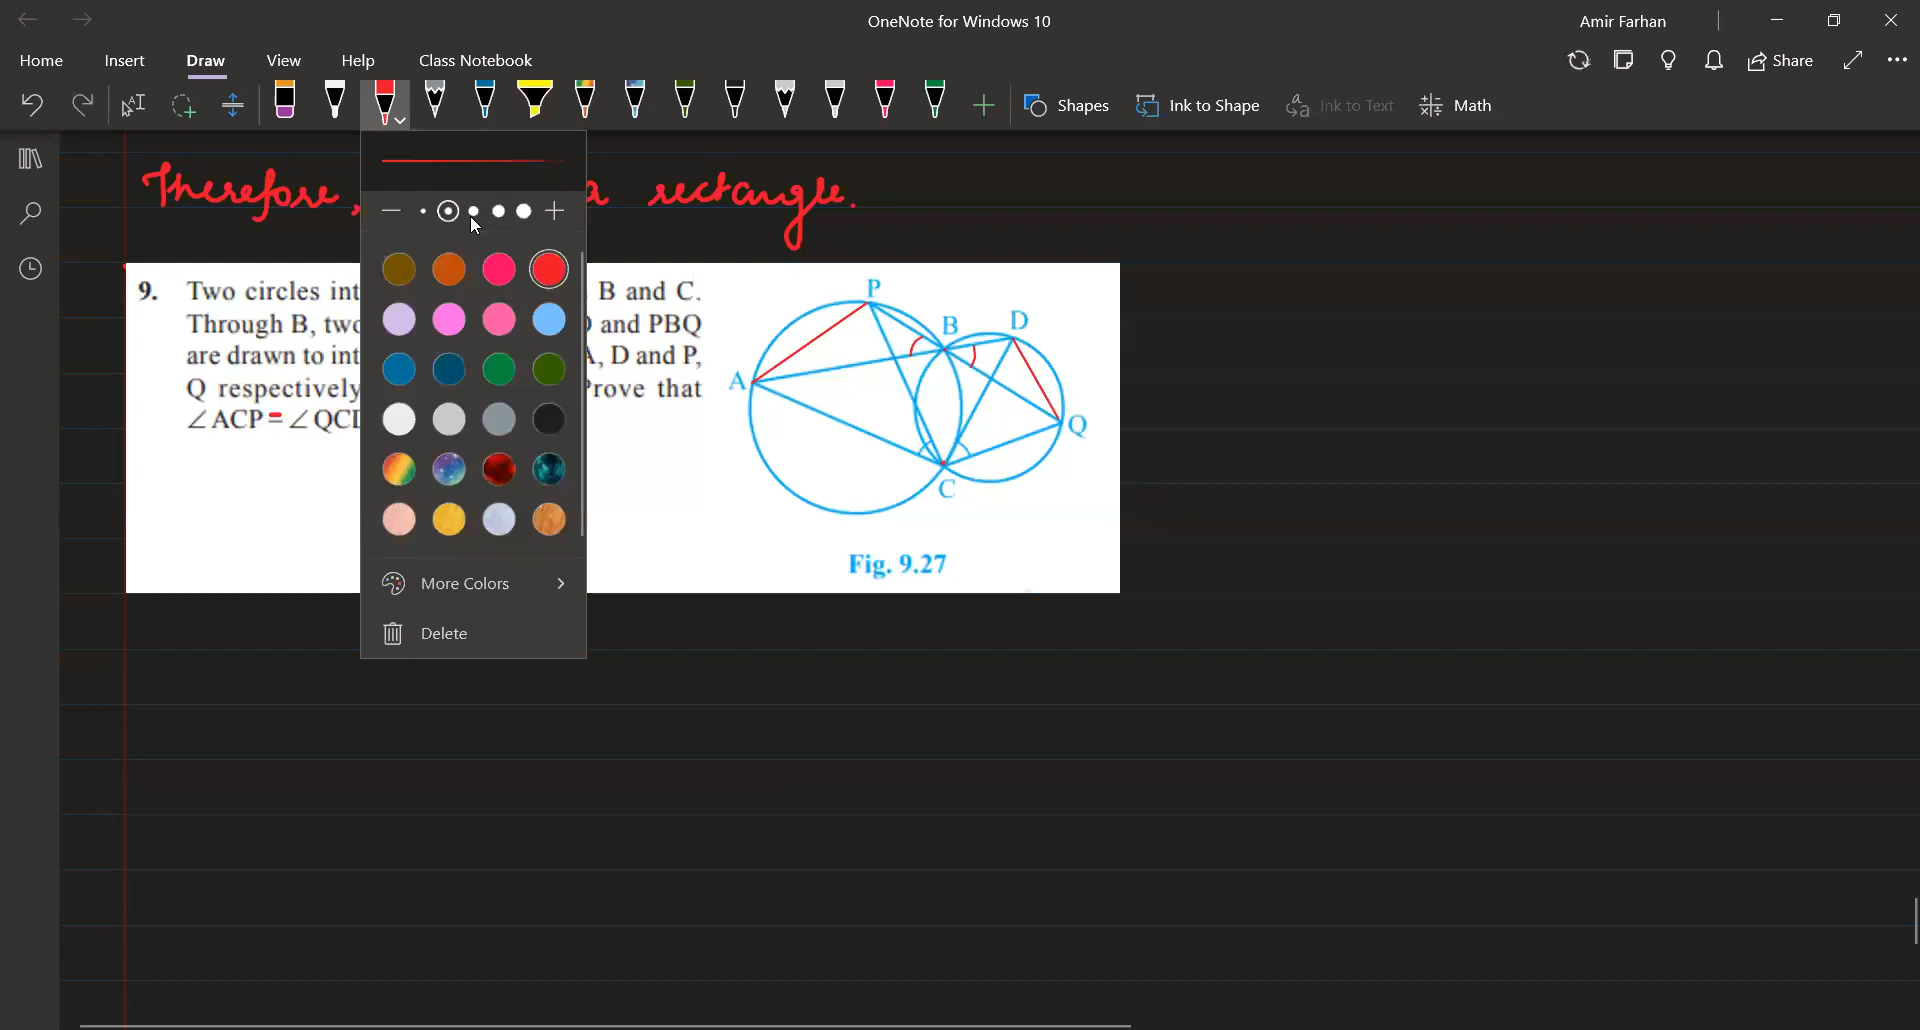 OneNote for Windows 10
Amir Farhan
Home Insert Draw View Help Class Notebook
Share
Shapes Ink to Shape Ink to Text Math
Therefore, a rectangle.
9. Two circles int B and C.
Through B, two and PBQ
are drawn to int A, D and P,
Q respectively Prove that
∠ACP = ∠QCD
P
B
D
A
Q
C
Fig. 9.27
More Colors
Delete